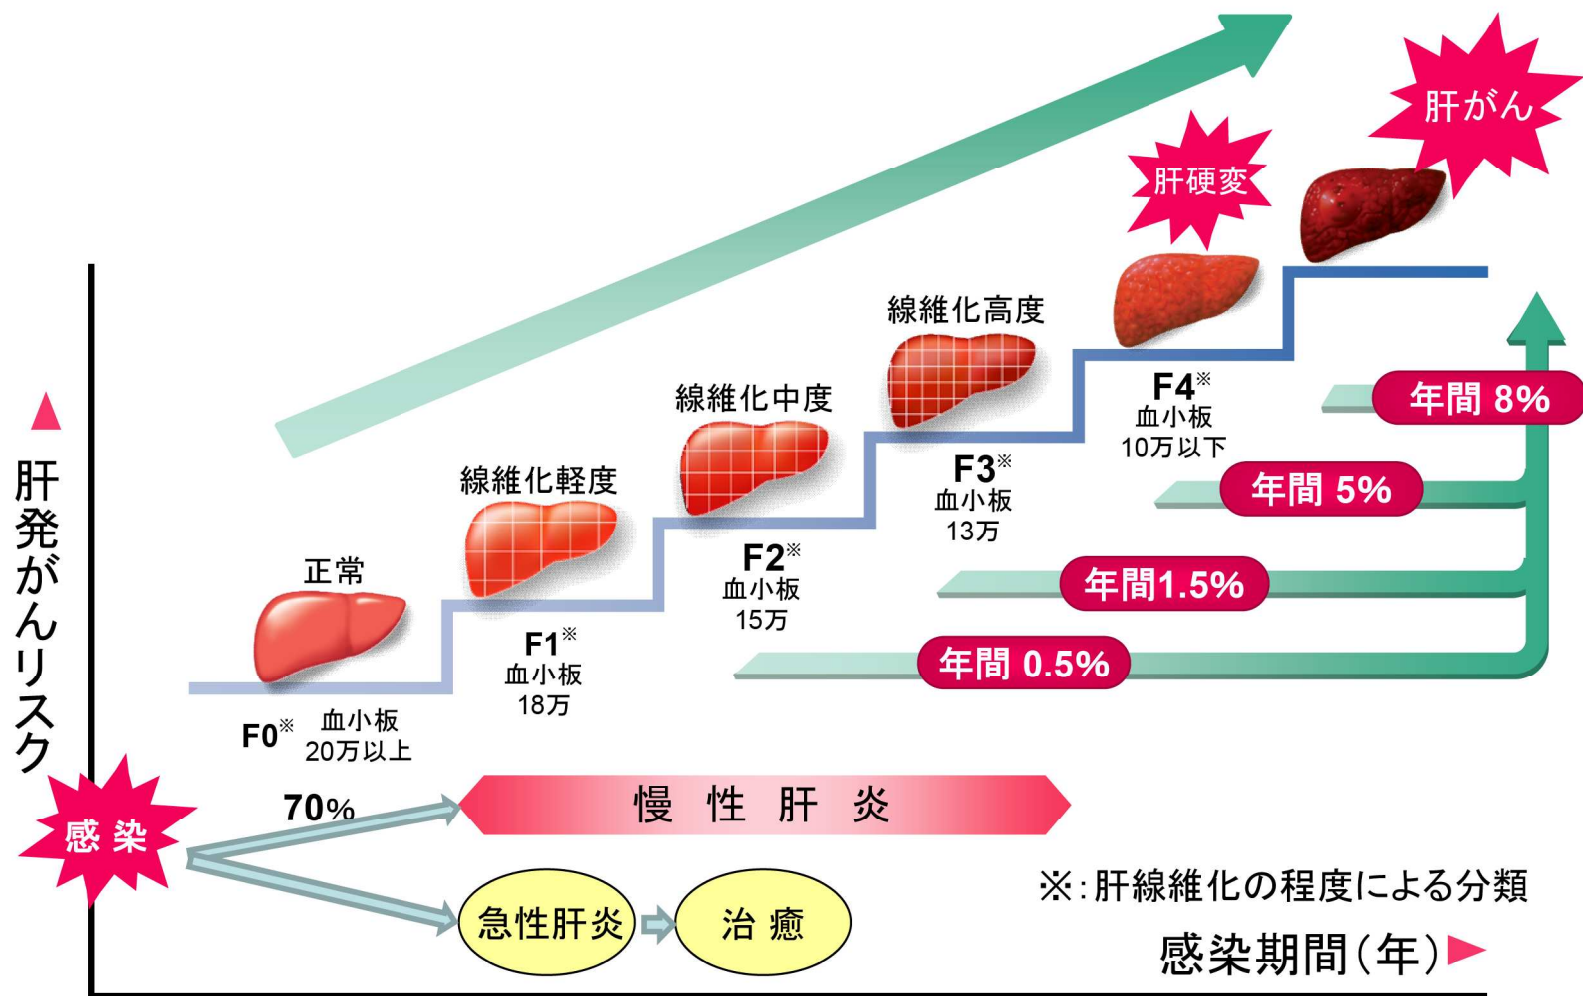 肝がん
肝硬変
線維化高度
線維化中度
線維化軽度
正常
F4※
血小板
10万以下
F3※
血小板
13万
F2※
血小板
15万
F1※
血小板
18万
F0※
血小板
20万以上
年間 8%
年間 5%
年間1.5%
年間 0.5%
▲肝発がんリスク
感染
70%
慢性肝炎
急性肝炎
治癒
※:肝線維化の程度による分類
感染期間(年)▶